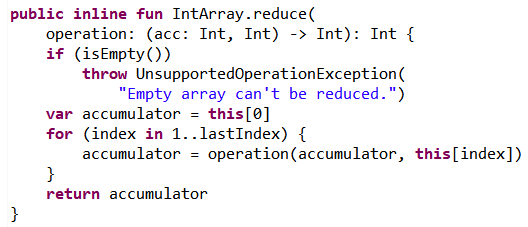 public inline fun IntArray.reduce(
    operation: (acc: Int, Int) -> Int): Int {
    if (isEmpty())
        throw UnsupportedOperationException(
            "Empty array can't be reduced.")
    var accumulator = this[0]
    for (index in 1..lastIndex) {
        accumulator = operation(accumulator, this[index])
    }
    return accumulator
}